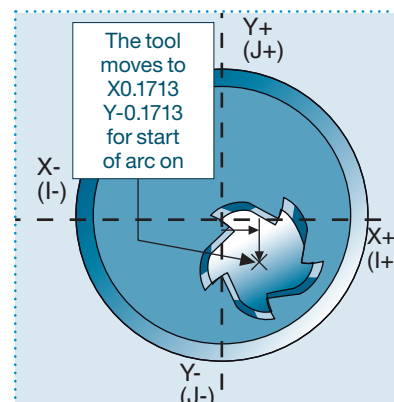 The tool
moves to
X0.1713
Y-0.1713
for start
of arc on
Y+
(J+)
X-
(I-)
X+
(I+
Y-
(J-)